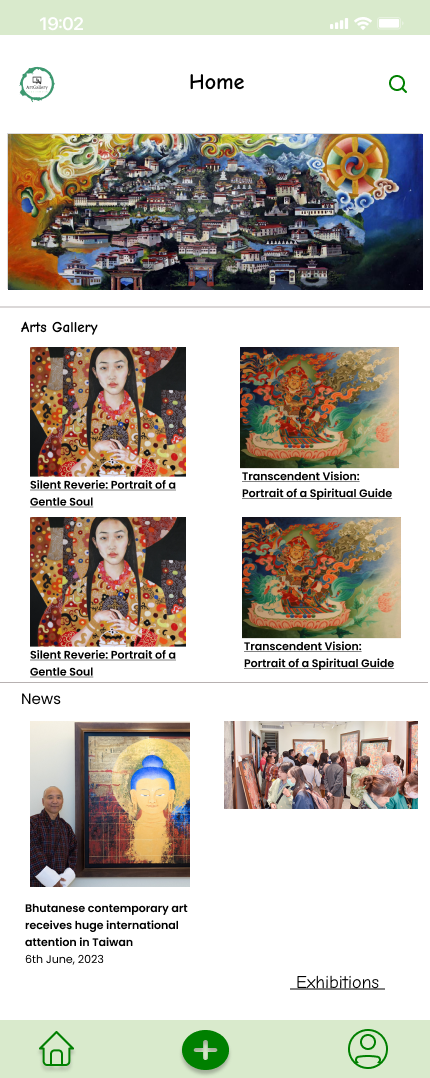 19:02
ArtGallery
Home
Arts Gallery
Silent Reverie: Portrait of a
Gentle Soul
Transcendent Vision:
Portrait of a Spiritual Guide
Silent Reverie: Portrait of a
Gentle Soul
Transcendent Vision:
Portrait of a Spiritual Guide
News
Bhutanese contemporary art
receives huge international
attention in Taiwan
6th June, 2023
Exhibitions